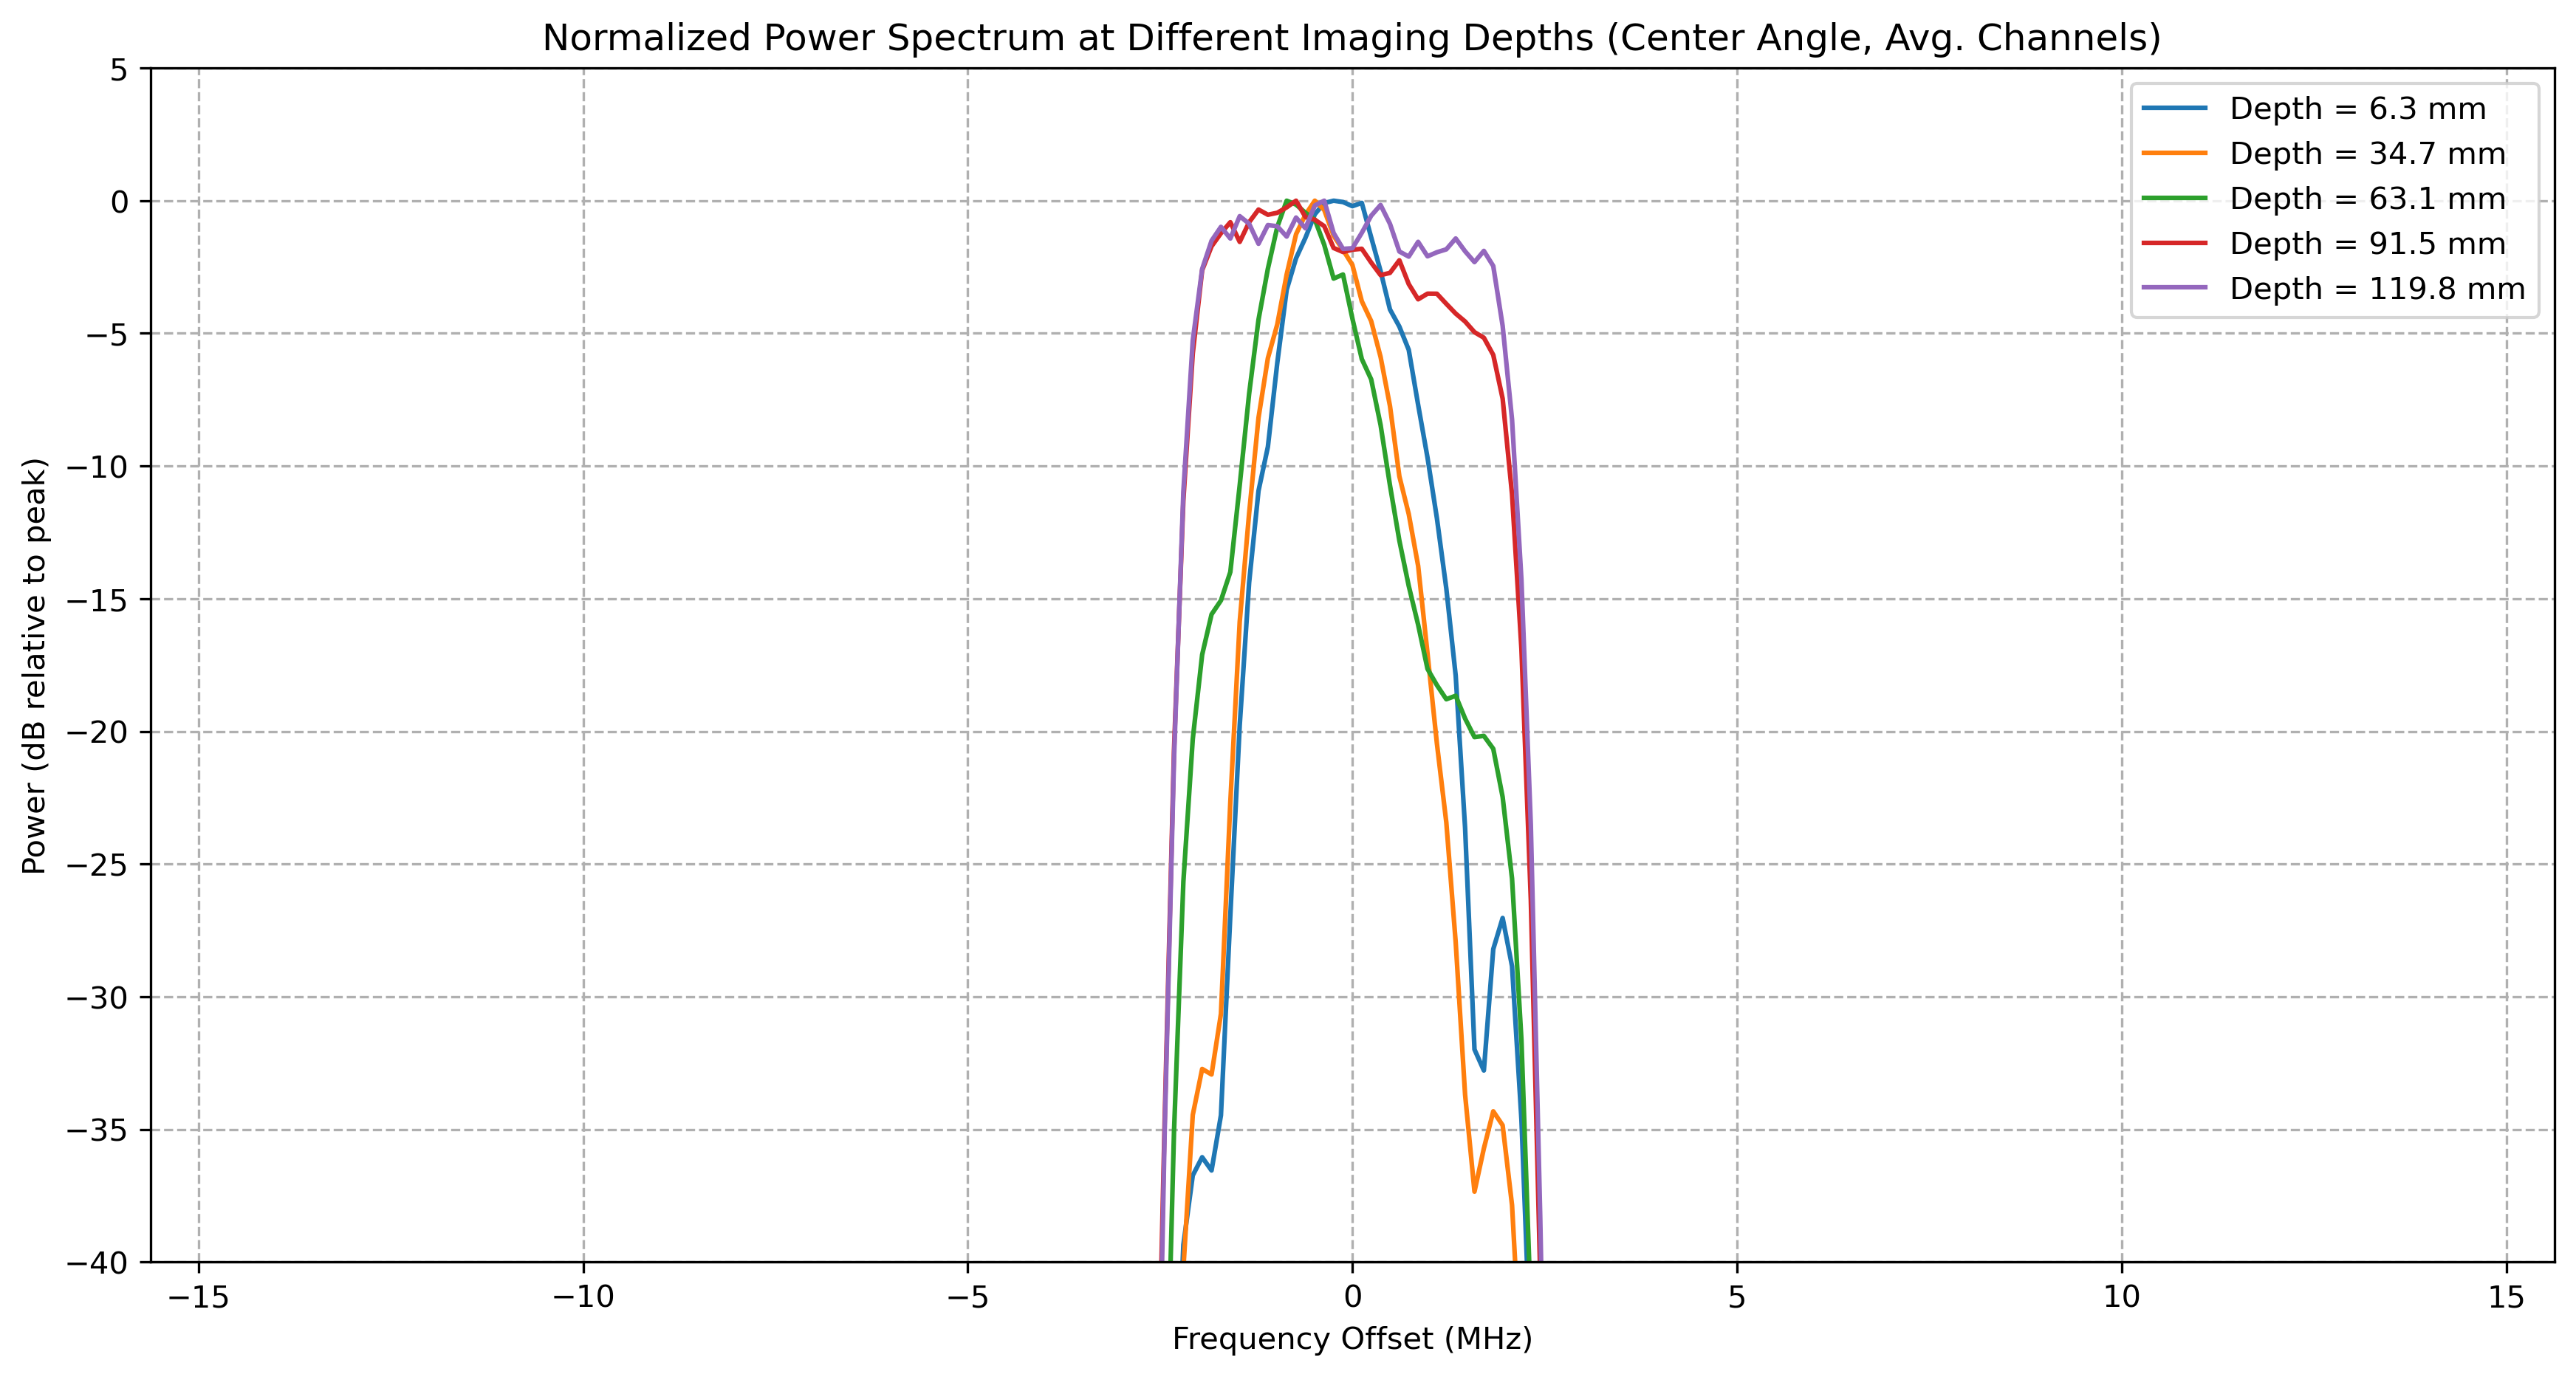 Normalized Power Spectrum at Different Imaging Depths (Center Angle, Avg. Channels)
Depth = 6.3 mm
Depth = 34.7 mm
Depth = 63.1 mm
Depth = 91.5 mm
Depth = 119.8 mm
Power (dB relative to peak)
5
0
−5
−10
−15
−20
−25
−30
−35
−40
−15
−10
−5
0
5
10
15
Frequency Offset (MHz)